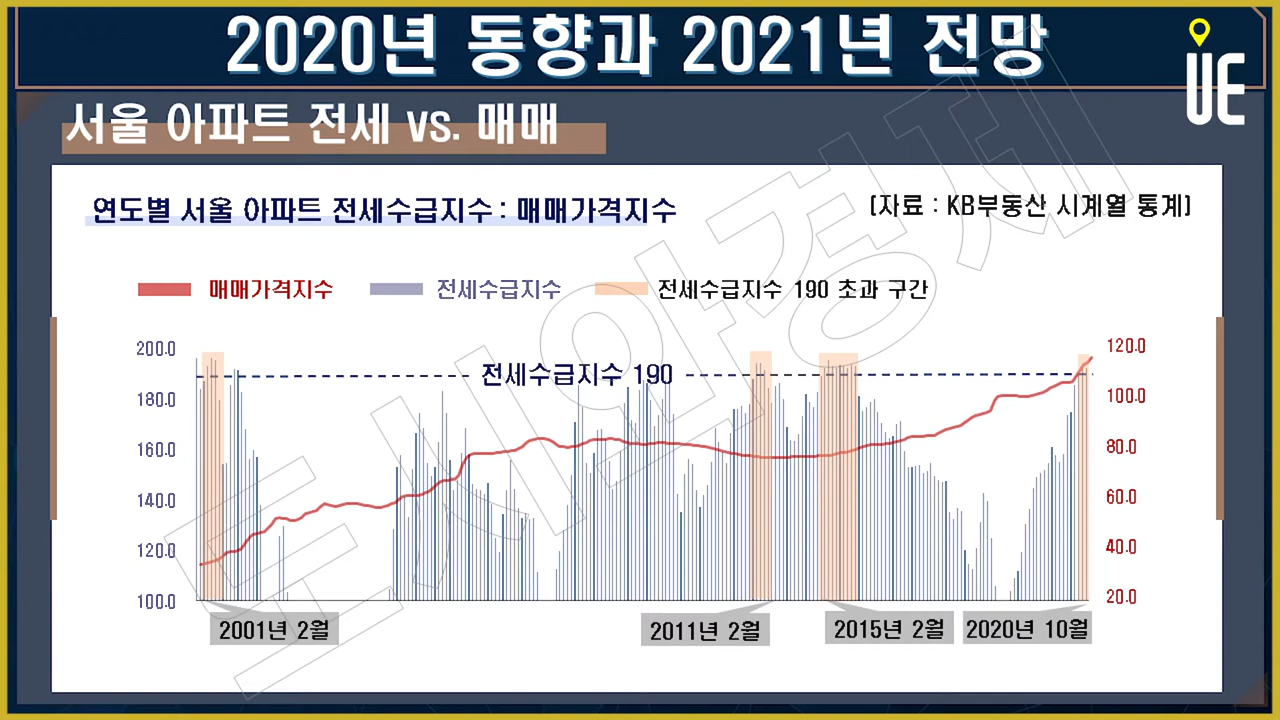 2020년 동향과 2021년 전망
UE
서울 아파트 전세 vs. 매매
연도별 서울 아파트 전세수급지수 : 매매가격지수
(자료 : KB부동산 시계열 통계)
매매가격지수
전세수급지수
전세수급지수 190 초과 구간
200.0
180.0
160.0
140.0
120.0
100.0
전세수급지수 190
120.0
100.0
80.0
60.0
40.0
20.0
2001년 2월
2011년 2월
2015년 2월
2020년 10월